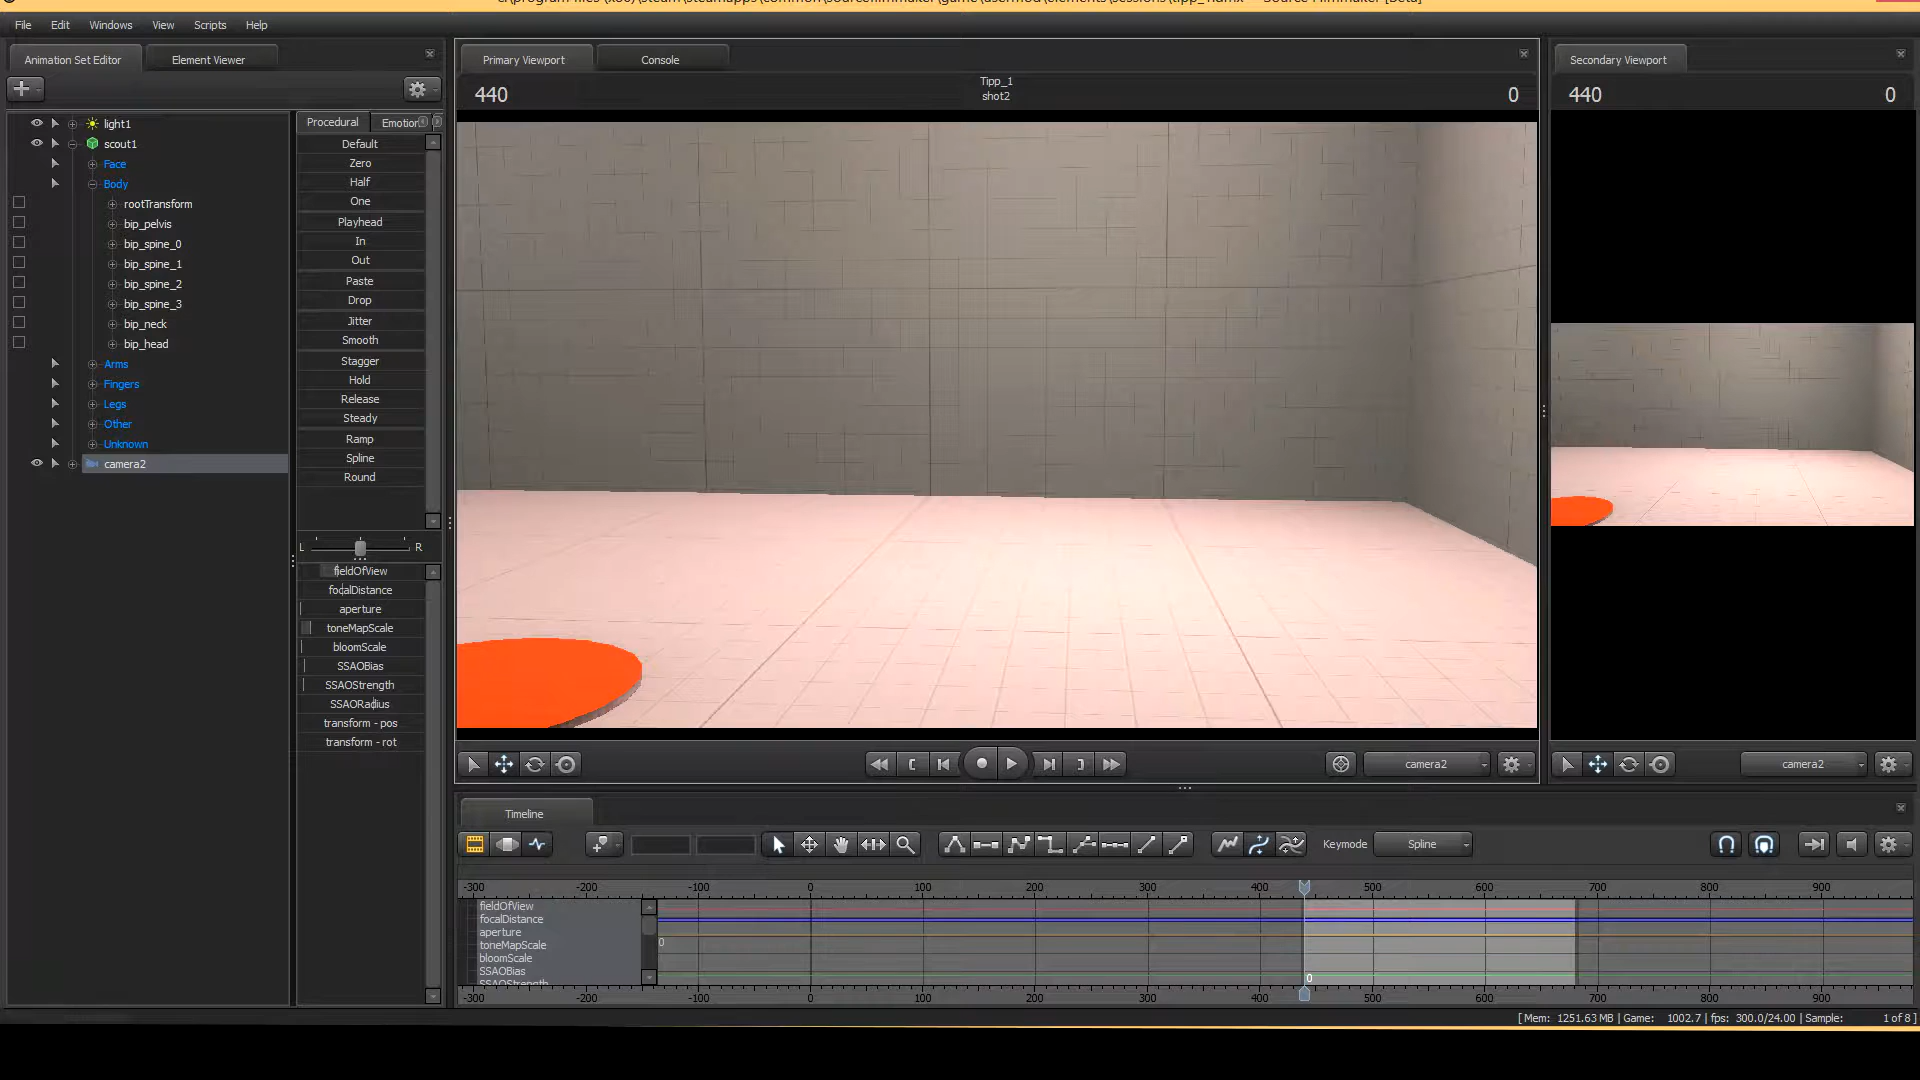 File Edit Windows View Scripts Help
Animation Set Editor Element Viewer
Primary Viewport Console
Secondary Viewport
440 Tipp_1 0
shot2
440 0
light1
scout1
Face
Body
rootTransform
bip_pelvis
bip_spine_0
bip_spine_1
bip_spine_2
bip_spine_3
bip_neck
bip_head
Arms
Fingers
Legs
Other
Unknown
camera2
Procedural Emotion
Default
Zero
Half
One
Playhead
In
Out
Paste
Drop
Jitter
Smooth
Stagger
Hold
Release
Steady
Ramp
Spline
Round
L R
fieldOfView
focalDistance
aperture
toneMapScale
bloomScale
SSAOBias
SSAOStrength
SSAORadius
transform - pos
transform - rot
camera2
camera2
Timeline
Keymode Spline
-300 -200 -100 0 100 200 300 400 500 600 700 800 900
fieldOfView
focalDistance
aperture
toneMapScale
bloomScale
SSAOBias
SSAOStrength
0
0
-300 -200 -100 0 100 200 300 400 500 600 700 800 900
[ Mem: 1251.63 MB | Game: 1002.7 | fps: 300.0/24.00 | Sample: 1 of 8 ]